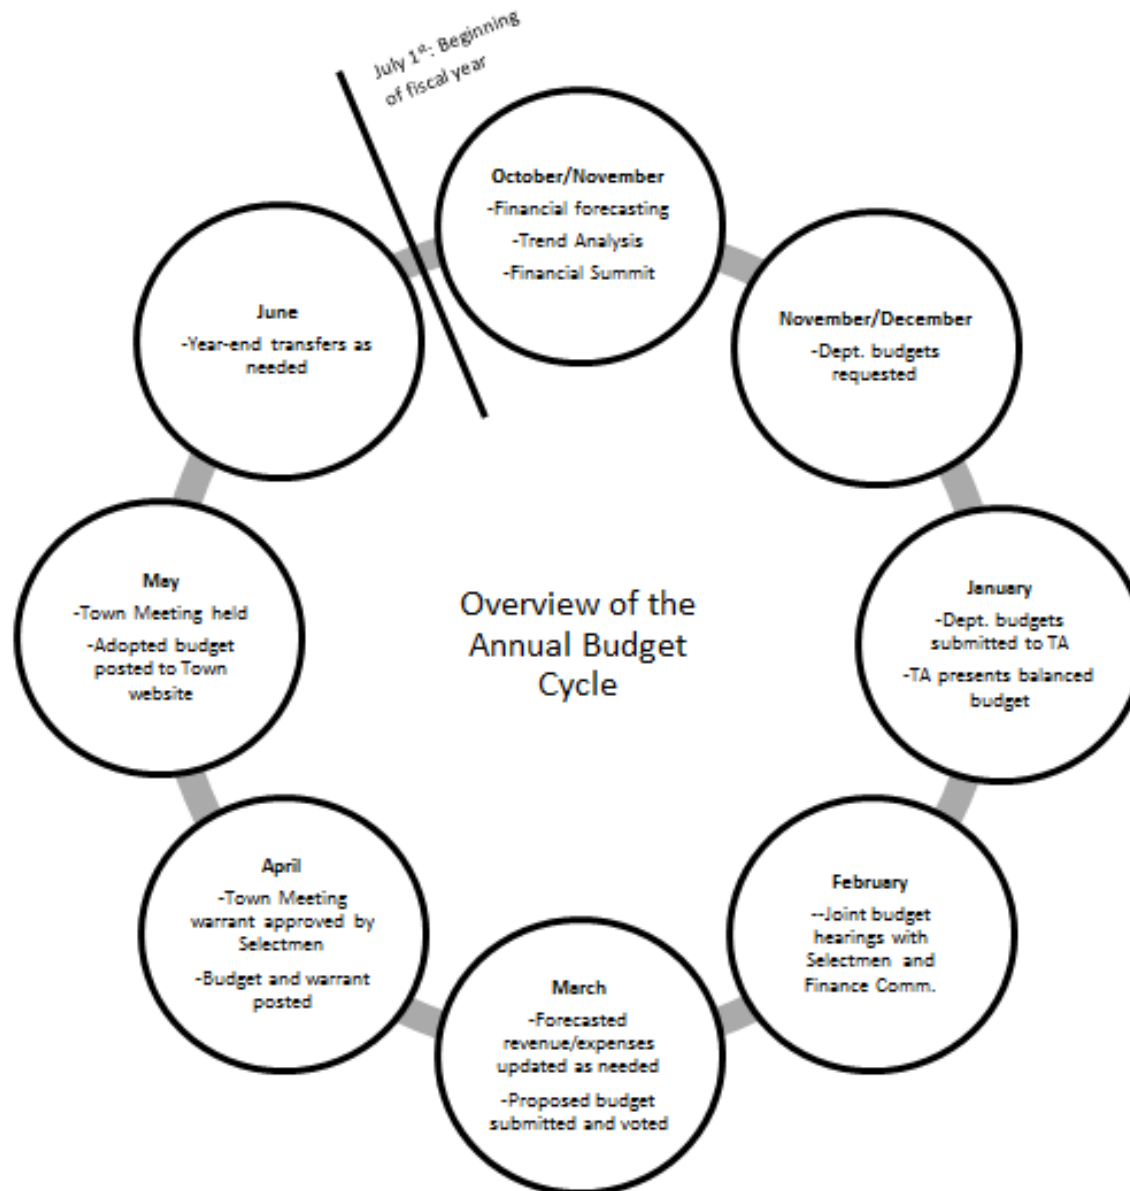 July 1st: Beginning
of fiscal year
October/November
-Financial forecasting
-Trend Analysis
-Financial Summit
November/December
-Dept. budgets
requested
January
-Dept. budgets
submitted to TA
-TA presents balanced
budget
February
--Joint budget
hearings with
Selectmen and
Finance Comm.
March
-Forecasted
revenue/expenses
updated as needed
-Proposed budget
submitted and voted
April
-Town Meeting
warrant approved by
Selectmen
-Budget and warrant
posted
May
-Town Meeting held
-Adopted budget
posted to Town
website
June
-Year-end transfers as
needed
Overview of the
Annual Budget
Cycle